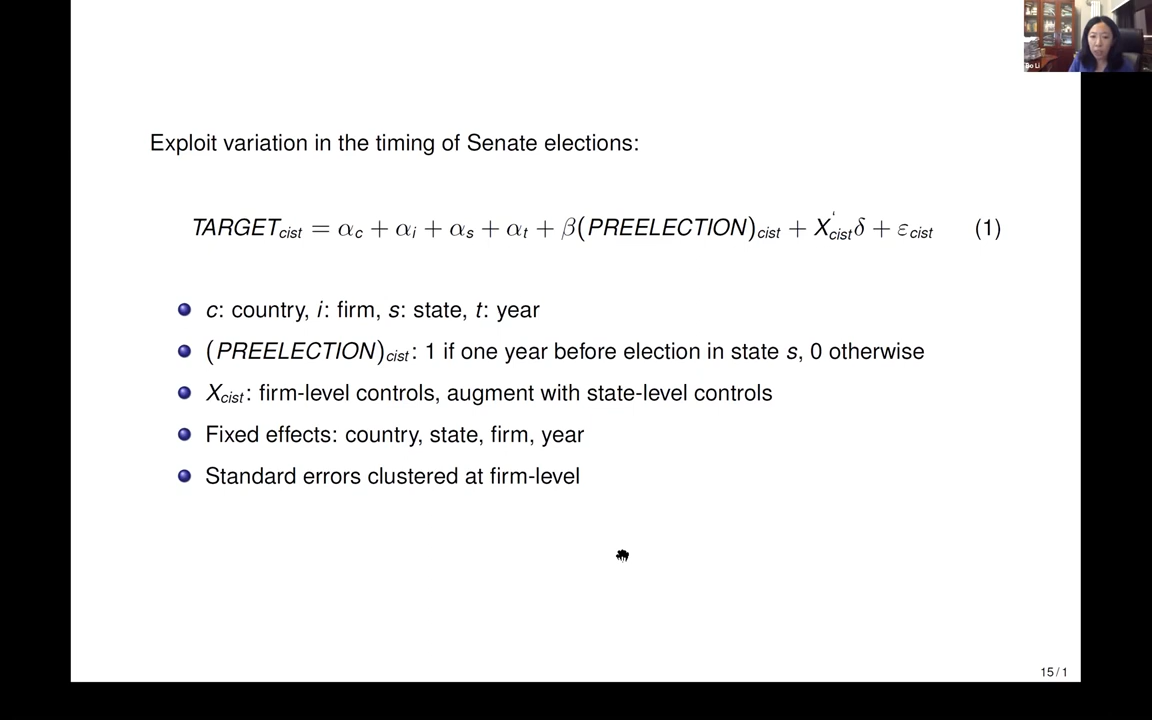 Bo Li
Exploit variation in the timing of Senate elections:
TARGET_cist = α_c + α_i + α_s + α_t + β(PREELECTION)_cist + X'_cist δ + ε_cist (1)
c: country, i: firm, s: state, t: year
(PREELECTION)_cist: 1 if one year before election in state s, 0 otherwise
X_cist: firm-level controls, augment with state-level controls
Fixed effects: country, state, firm, year
Standard errors clustered at firm-level
15 / 1